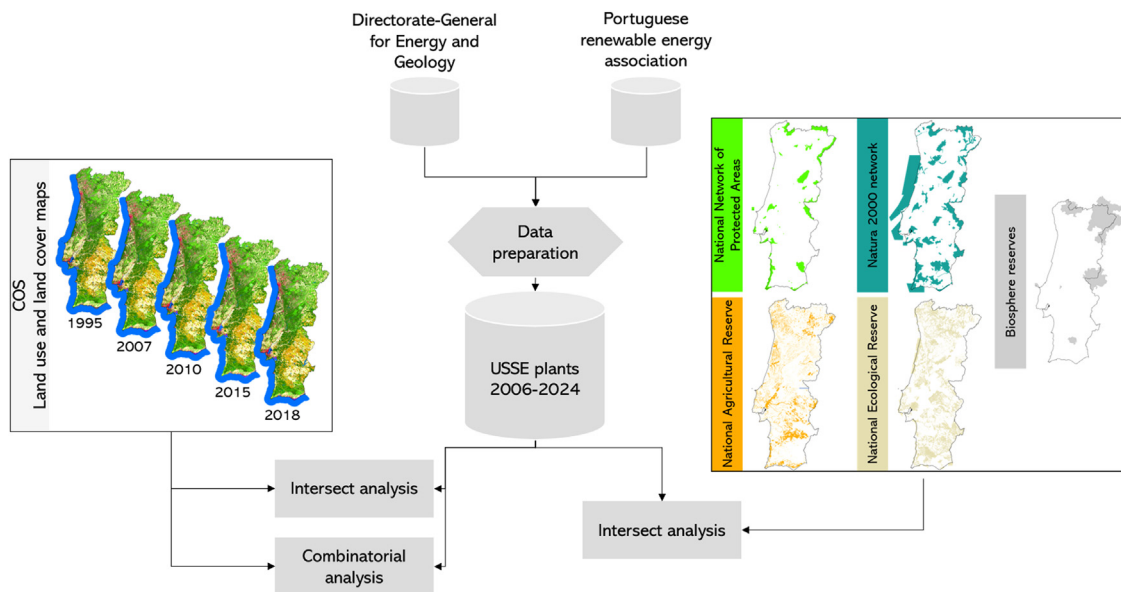 Directorate-General
for Energy and
Geology
Portuguese
renewable energy
association
COS
Land use and land cover maps
1995
2007
2010
2015
2018
Data
preparation
USSE plants
2006-2024
National Network of
Protected Areas
Natura 2000 network
Biosphere reserves
National Agricultural Reserve
National Ecological Reserve
Intersect analysis
Combinatorial
analysis
Intersect analysis